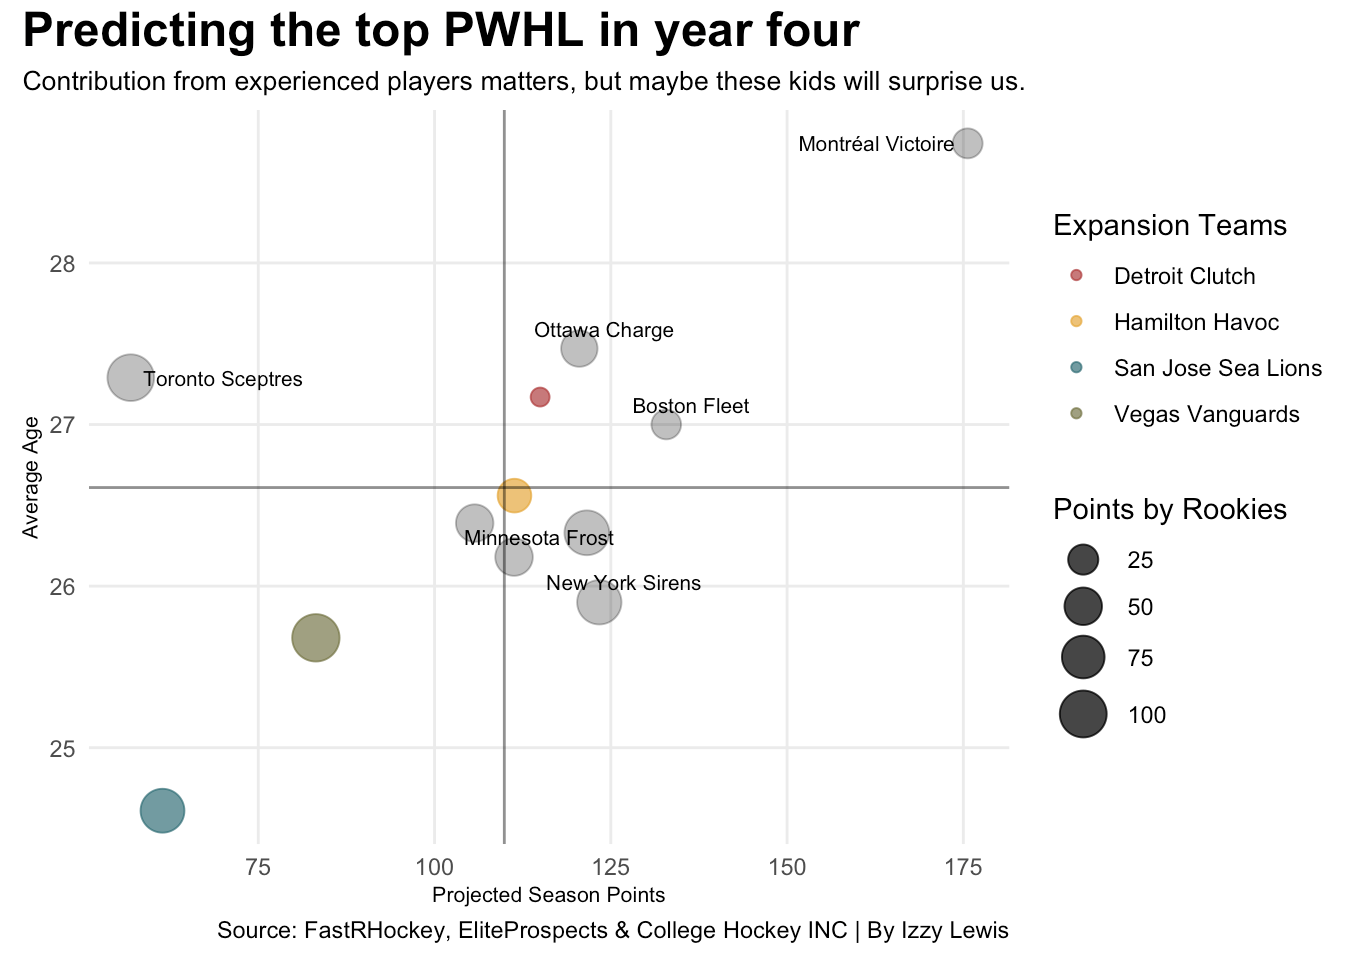 Predicting the top PWHL in year four
Contribution from experienced players matters, but maybe these kids will surprise us.
Montréal Victoire
Expansion Teams
Detroit Clutch
Hamilton Havoc
San Jose Sea Lions
Vegas Vanguards
28
Ottawa Charge
Toronto Sceptres
Boston Fleet
27
Average Age
Minnesota Frost
New York Sirens
26
25
Points by Rookies
25
50
75
100
75
100
125
150
175
Projected Season Points
Source: FastRHockey, EliteProspects & College Hockey INC | By Izzy Lewis